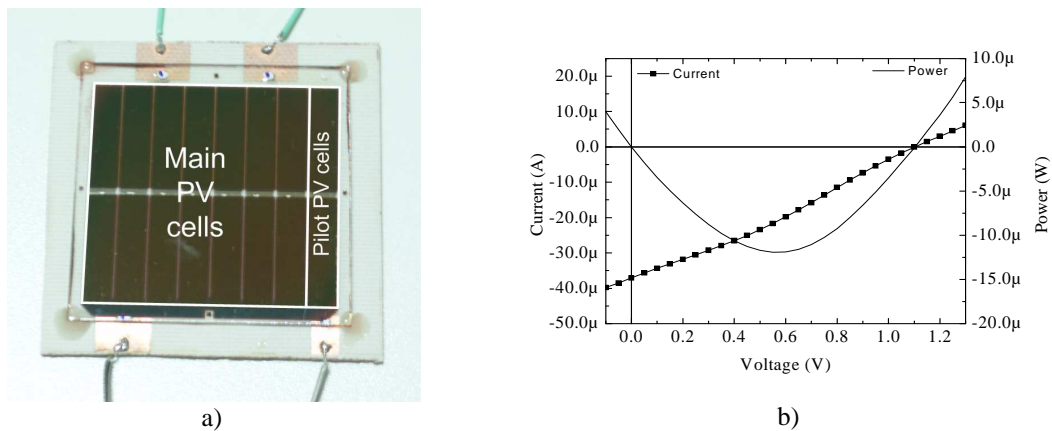 Main
PV
cells
Pilot PV cells
a)
Current
Power
20.0µ
10.0µ
0.0
-10.0µ
-20.0µ
-30.0µ
-40.0µ
-50.0µ
Current (A)
10.0µ
5.0µ
0.0
-5.0µ
-10.0µ
-15.0µ
-20.0µ
Power (W)
0.0 0.2 0.4 0.6 0.8 1.0 1.2
Voltage (V)
b)